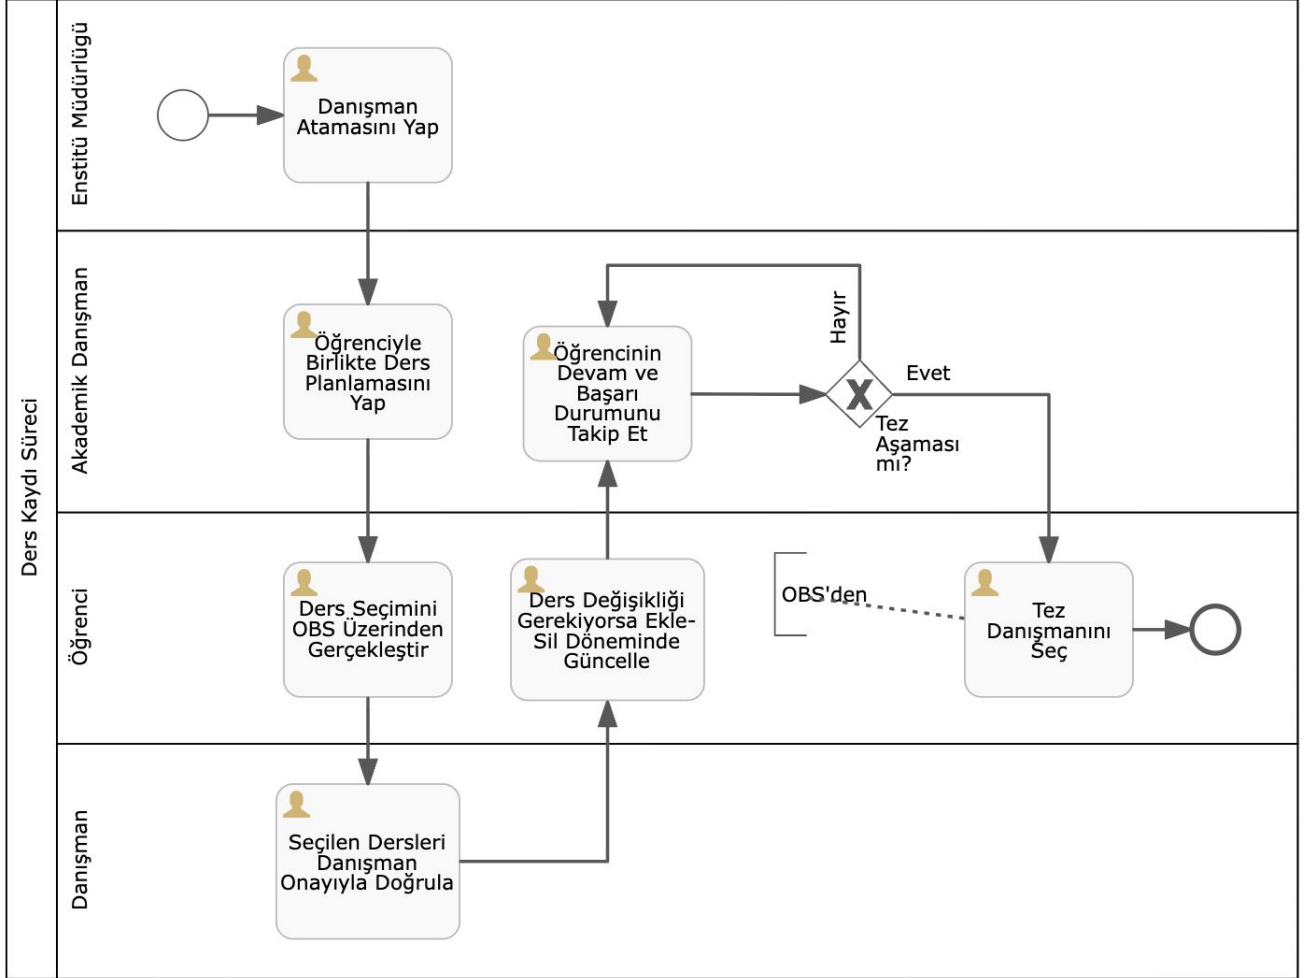 Ders Kaydı Süreci
Enstitü Müdürlügü
Danışman
Atamasını Yap
Akademik Danışman
Öğrenciyle
Birlikte Ders
Planlamasını
Yap
Öğrencinin
Devam ve
Başarı
Durumunu
Takip Et
Hayır
Evet
Tez
Aşaması
mı?
Öğrenci
Ders Seçimini
OBS Üzerinden
Gerçekleştir
Ders Değişikliği
Gerekiyorsa Ekle-
Sil Döneminde
Güncelle
OBS'den
Tez
Danışmanını
Seç
Danışman
Seçilen Dersleri
Danışman
Onayıyla Doğrula